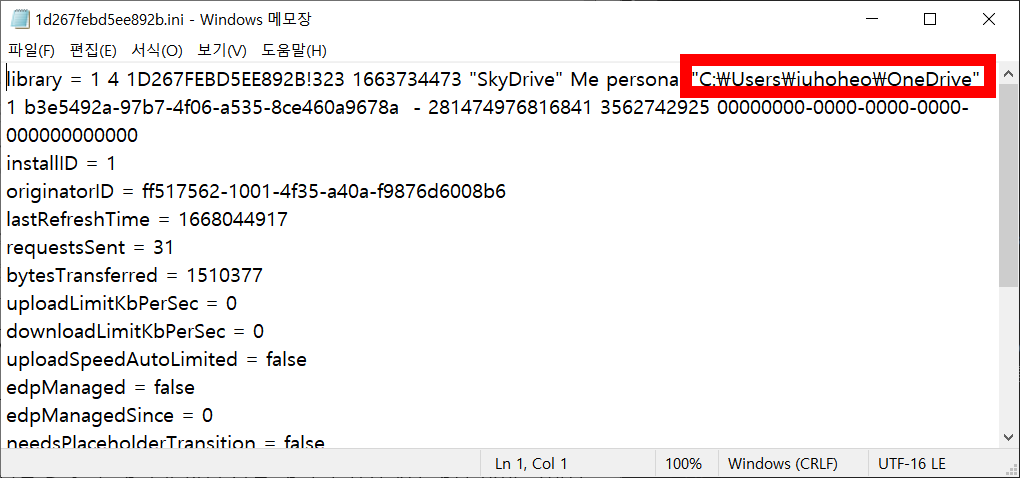 1d267febd5ee892b.ini - Windows 메모장
파일(F) 편집(E) 서식(O) 보기(V) 도움말(H)
library = 1 4 1D267FEBD5EE892B!323 1663734473 "SkyDrive" Me persona "C:₩Users₩iuhoheo₩OneDrive"
1 b3e5492a-97b7-4f06-a535-8ce460a9678a - 281474976816841 3562742925 00000000-0000-0000-0000-
000000000000
installID = 1
originatorID = ff517562-1001-4f35-a40a-f9876d6008b6
lastRefreshTime = 1668044917
requestsSent = 31
bytesTransferred = 1510377
uploadLimitKbPerSec = 0
downloadLimitKbPerSec = 0
uploadSpeedAutoLimited = false
edpManaged = false
edpManagedSince = 0
needsPlaceholderTransition = false
Ln 1, Col 1 100% Windows (CRLF) UTF-16 LE